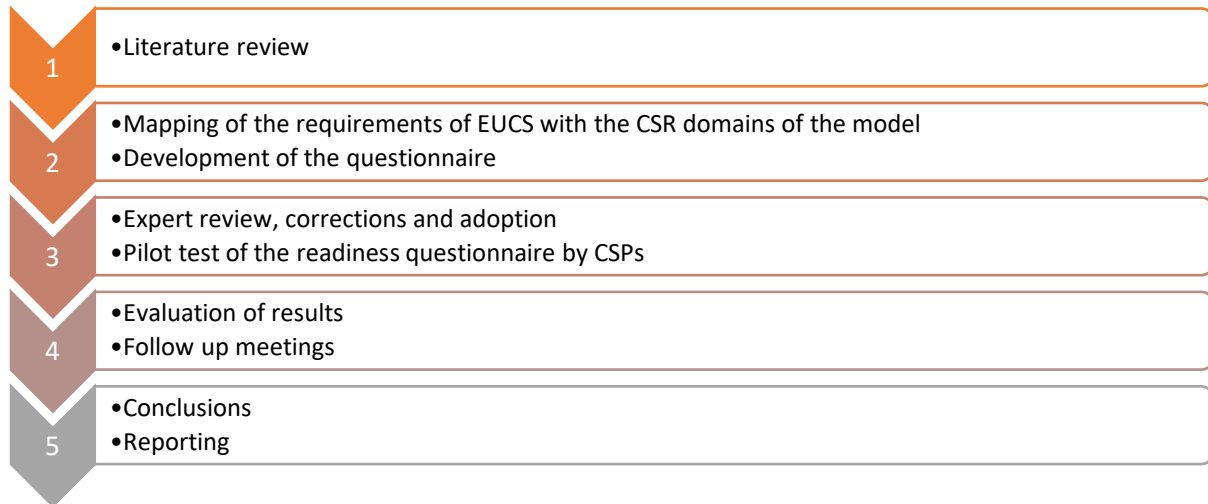 1
•Literature review
2
•Mapping of the requirements of EUCS with the CSR domains of the model
•Development of the questionnaire
3
•Expert review, corrections and adoption
•Pilot test of the readiness questionnaire by CSPs
4
•Evaluation of results
•Follow up meetings
5
•Conclusions
•Reporting